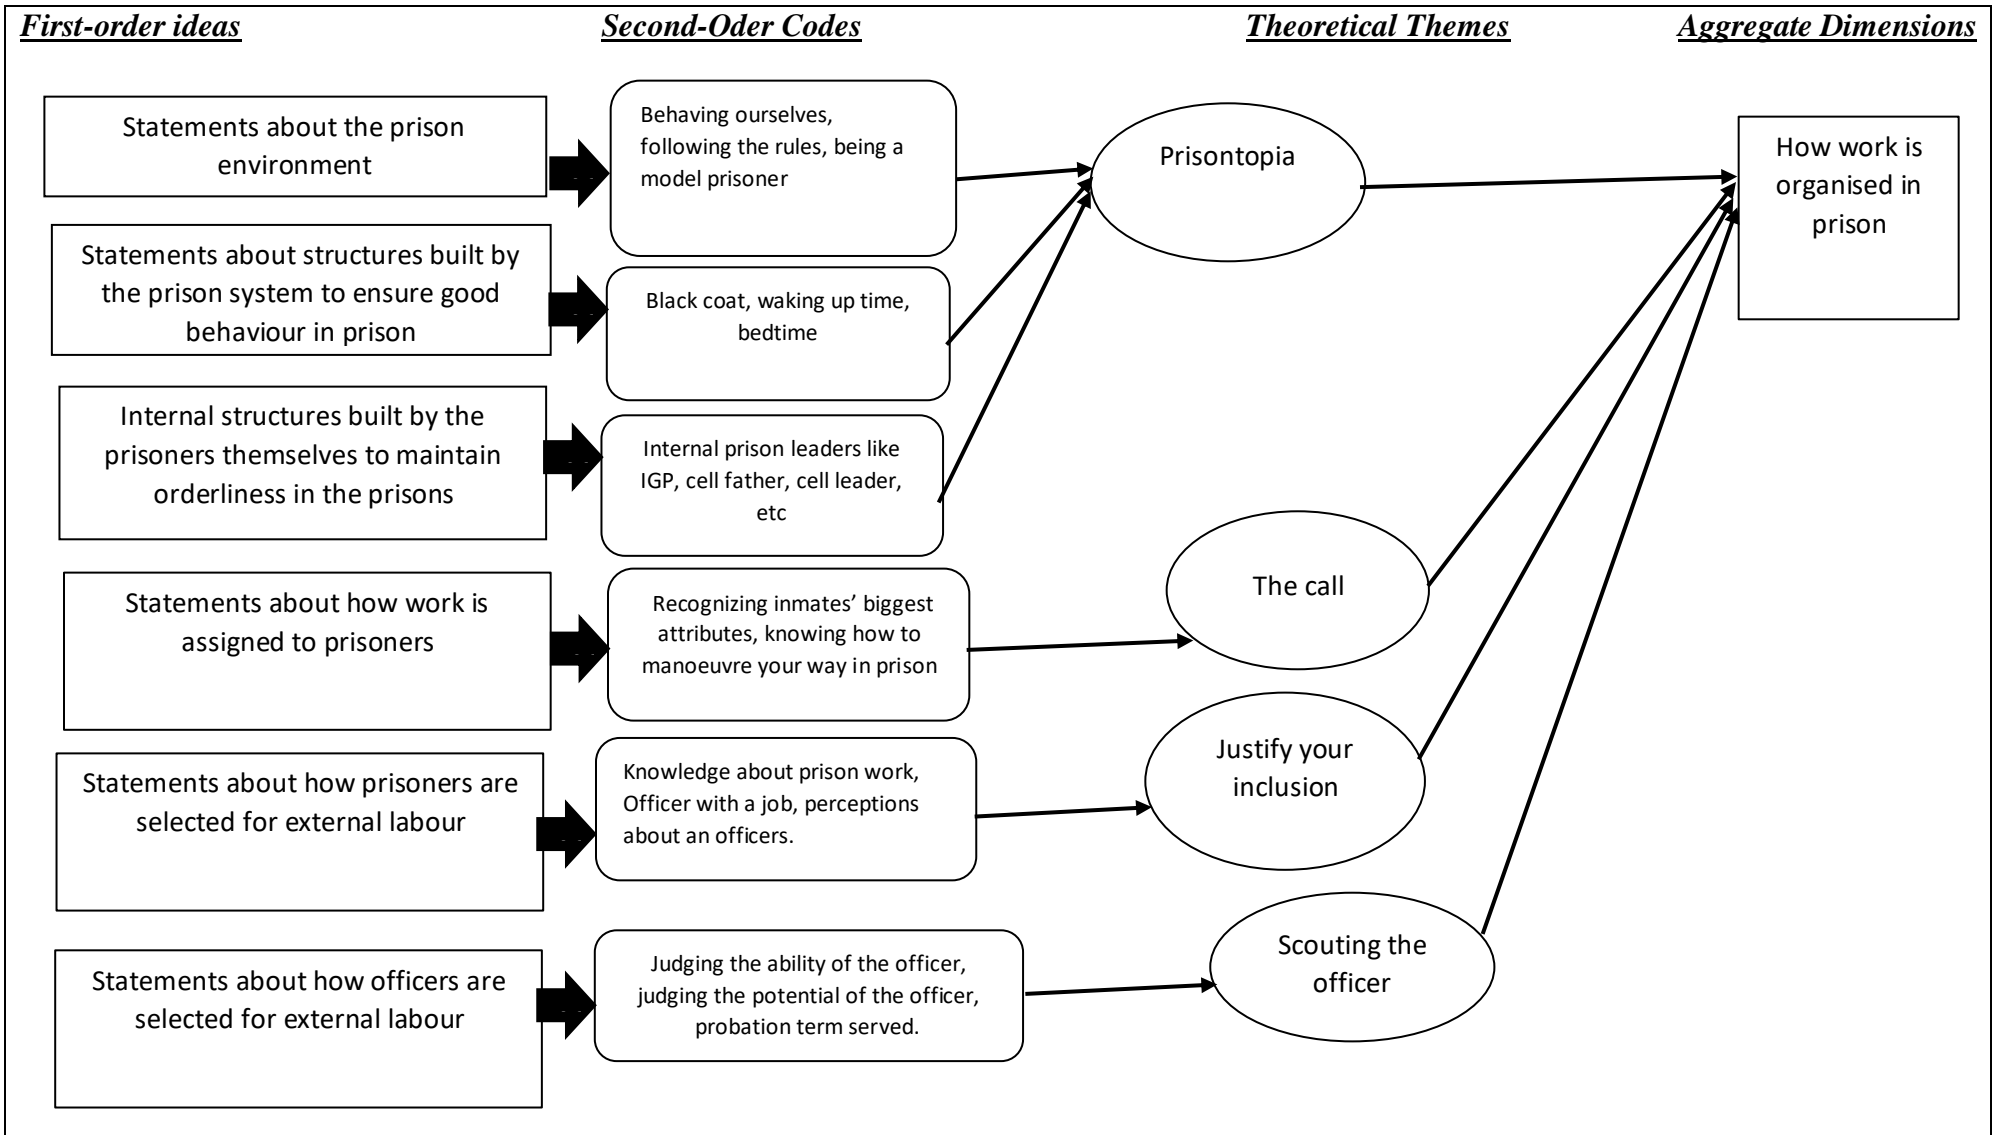 First-order ideas
Second-Oder Codes
Theoretical Themes
Aggregate Dimensions
Statements about the prison
environment
Behaving ourselves,
following the rules, being a
model prisoner
Prisontopia
How work is
organised in
prison
Statements about structures built by
the prison system to ensure good
behaviour in prison
Black coat, waking up time,
bedtime
Internal structures built by the
prisoners themselves to maintain
orderliness in the prisons
Internal prison leaders like
IGP, cell father, cell leader,
etc
Statements about how work is
assigned to prisoners
Recognizing inmates’ biggest
attributes, knowing how to
manoeuvre your way in prison
The call
Statements about how prisoners are
selected for external labour
Knowledge about prison work,
Officer with a job, perceptions
about an officers.
Justify your
inclusion
Statements about how officers are
selected for external labour
Judging the ability of the officer,
judging the potential of the officer,
probation term served.
Scouting the
officer